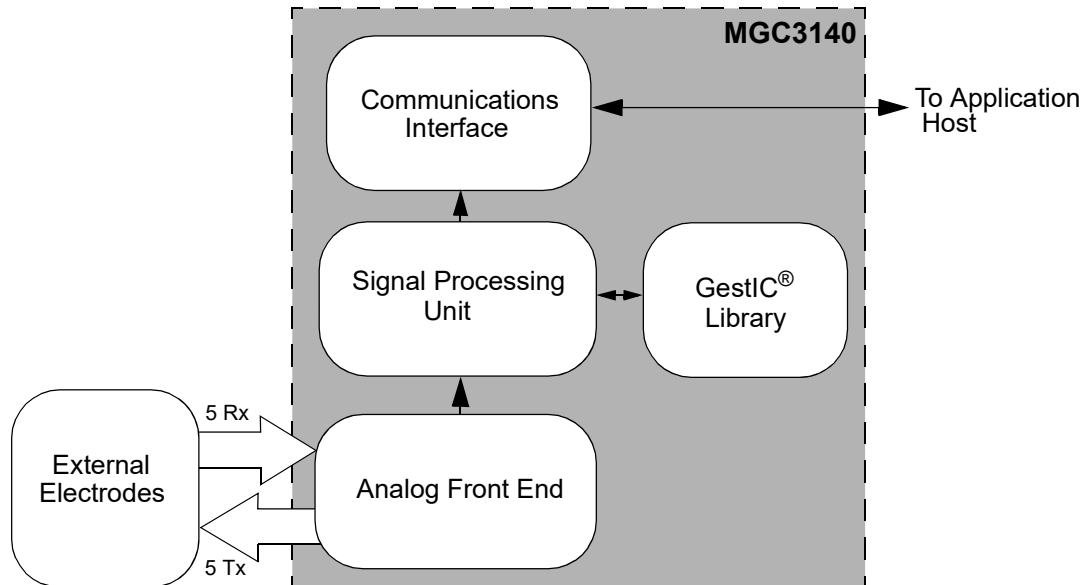 MGC3140
Communications
Interface
To Application
Host
Signal Processing
Unit
GestIC®
Library
5 Rx
External
Electrodes
Analog Front End
5 Tx